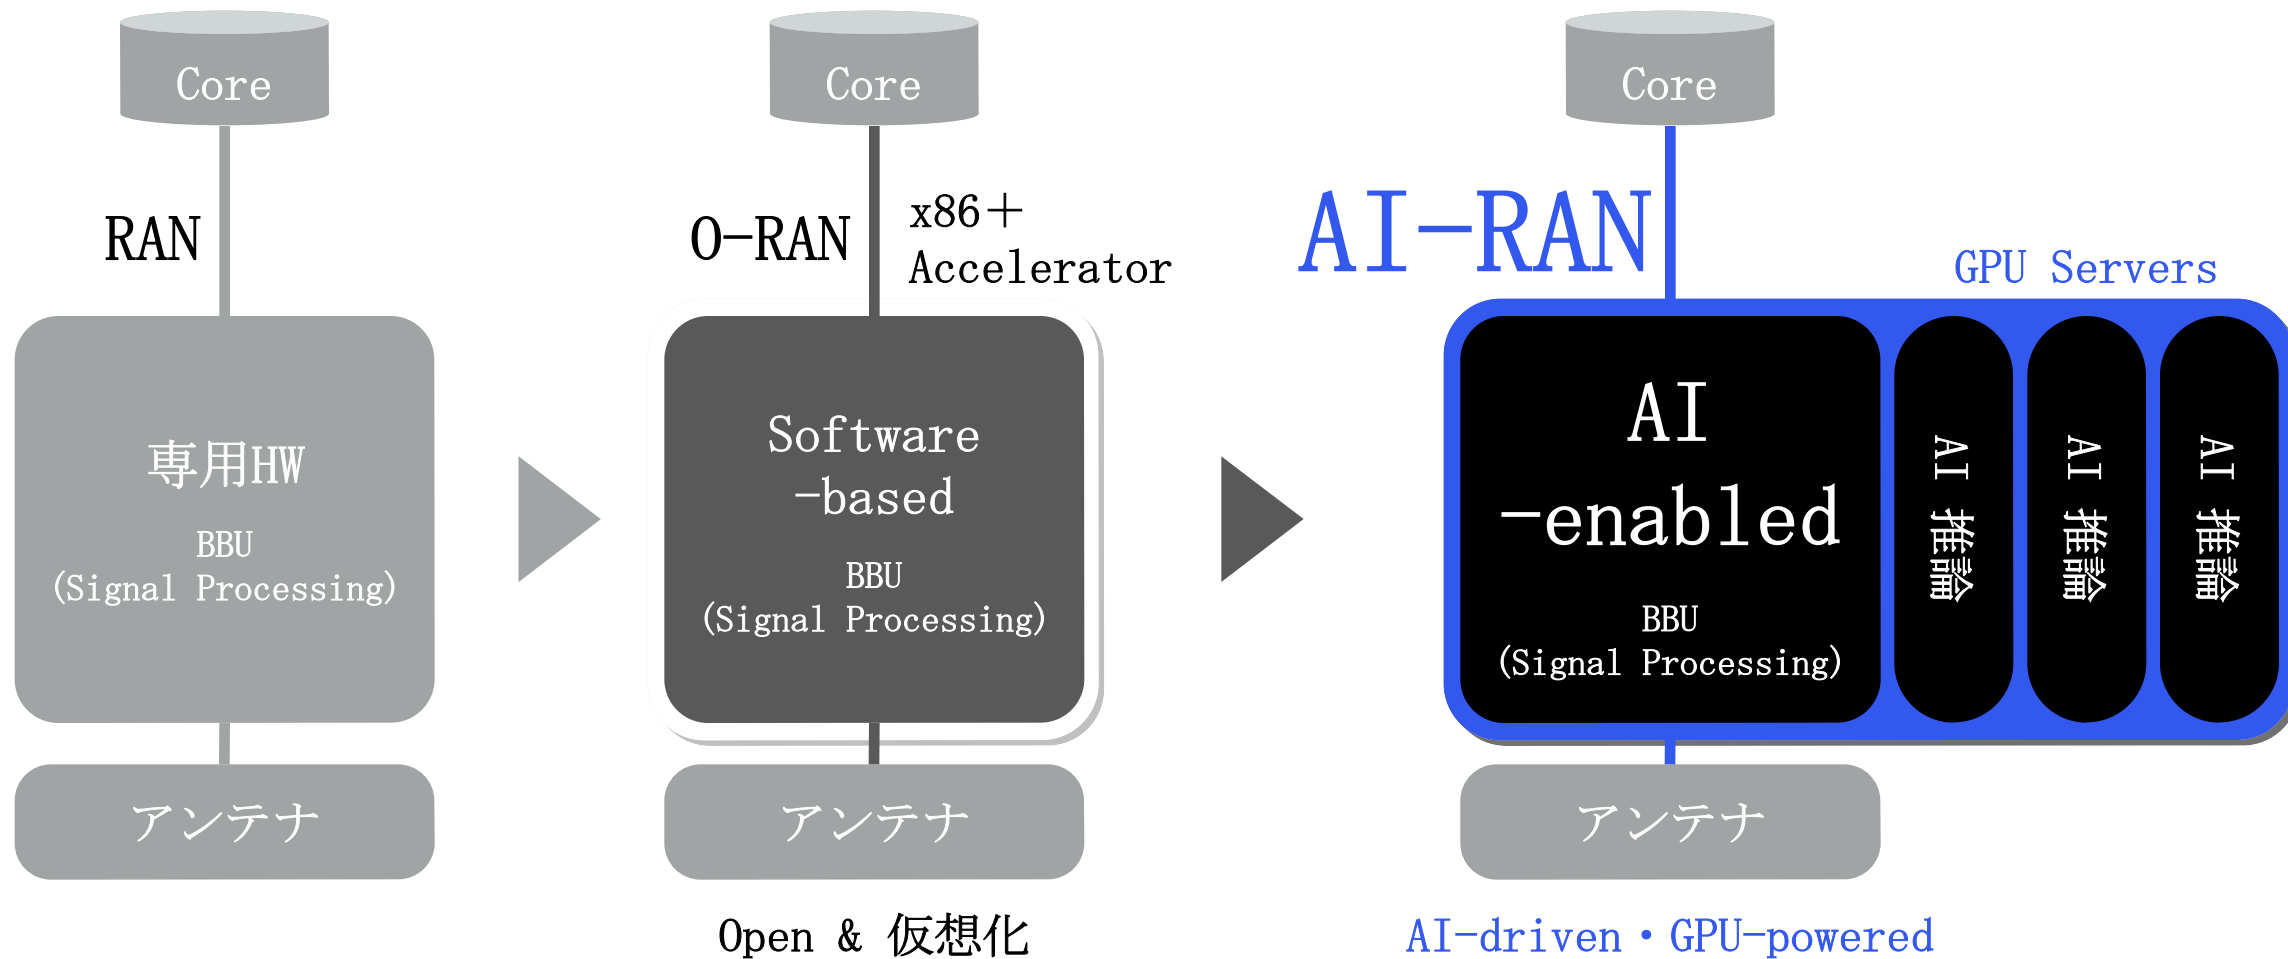 Core
RAN
専用HW
BBU
(Signal Processing)
アンテナ
Core
O-RAN
x86＋
Accelerator
Software
-based
BBU
(Signal Processing)
アンテナ
Open & 仮想化
Core
AI-RAN
GPU Servers
AI
-enabled
BBU
(Signal Processing)
AI 推論
AI 推論
AI 推論
アンテナ
AI-driven・GPU-powered